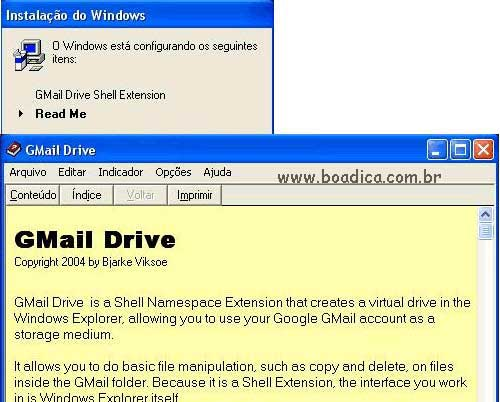 Instalação do Windows
O Windows está configurando os seguintes
itens:
GMail Drive Shell Extension
Read Me
GMail Drive
Arquivo Editar Indicador Opções Ajuda
www.boadica.com.br
Conteúdo Índice Voltar Imprimir
GMail Drive
Copyright 2004 by Bjarke Viksoe
GMail Drive is a Shell Namespace Extension that creates a virtual drive in the
Windows Explorer, allowing you to use your Google GMail account as a
storage medium.
It allows you to do basic file manipulation, such as copy and delete, on files
inside the GMail folder. Because it is a Shell Extension, the interface you work
in is Windows Explorer itself